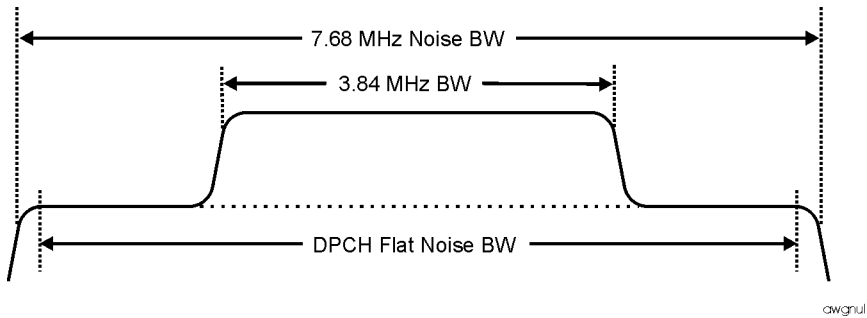 7.68 MHz Noise BW
3.84 MHz BW
DPCH Flat Noise BW
awgnul